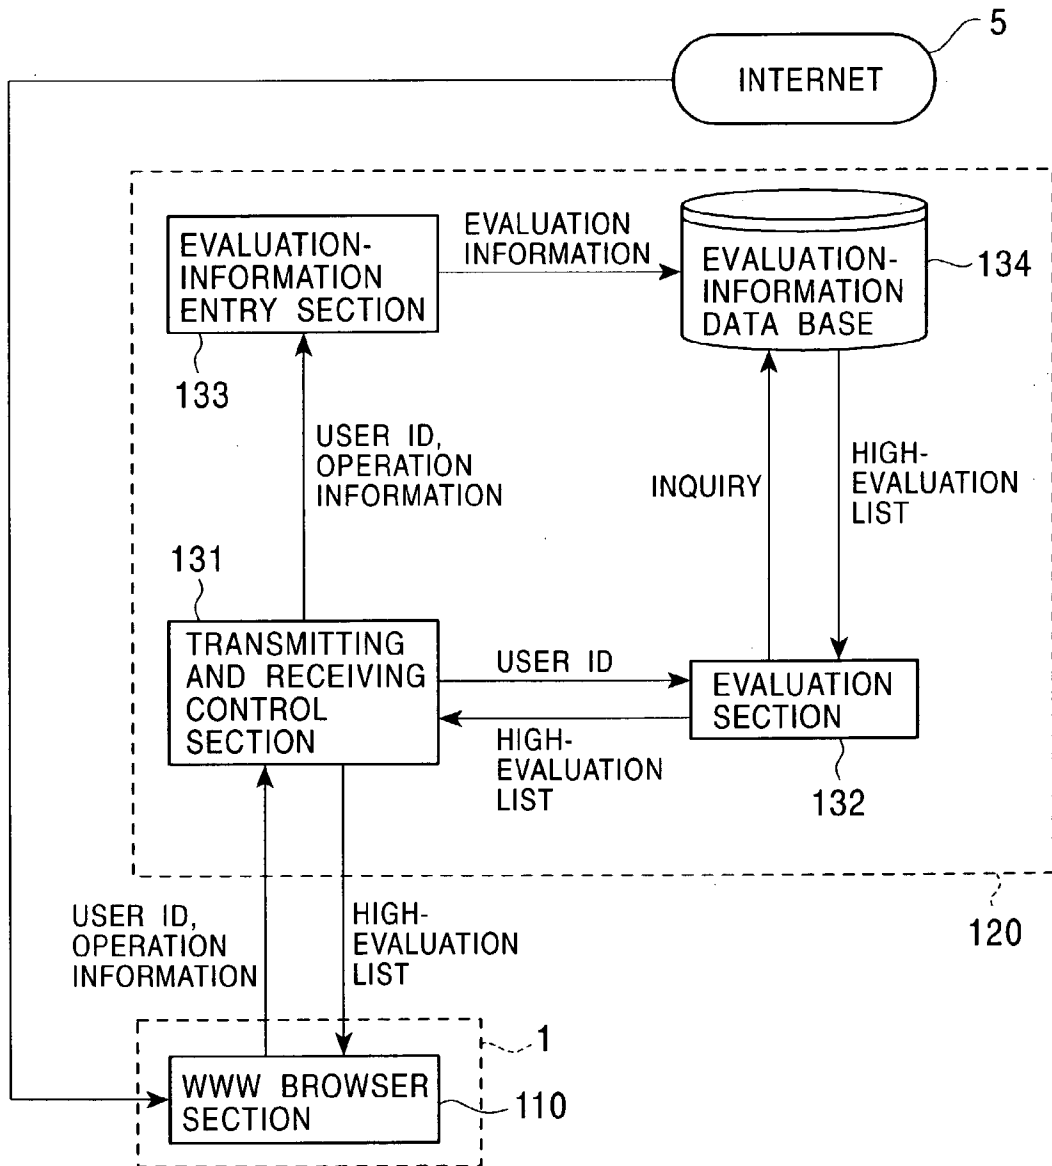 5
INTERNET
EVALUATION-
INFORMATION
ENTRY SECTION
133
EVALUATION
INFORMATION
EVALUATION-
INFORMATION
DATA BASE
134
USER ID,
OPERATION
INFORMATION
INQUIRY
HIGH-
EVALUATION
LIST
131
TRANSMITTING
AND RECEIVING
CONTROL
SECTION
USER ID
HIGH-
EVALUATION
LIST
EVALUATION
SECTION
132
120
USER ID,
OPERATION
INFORMATION
HIGH-
EVALUATION
LIST
1
WWW BROWSER
SECTION
110